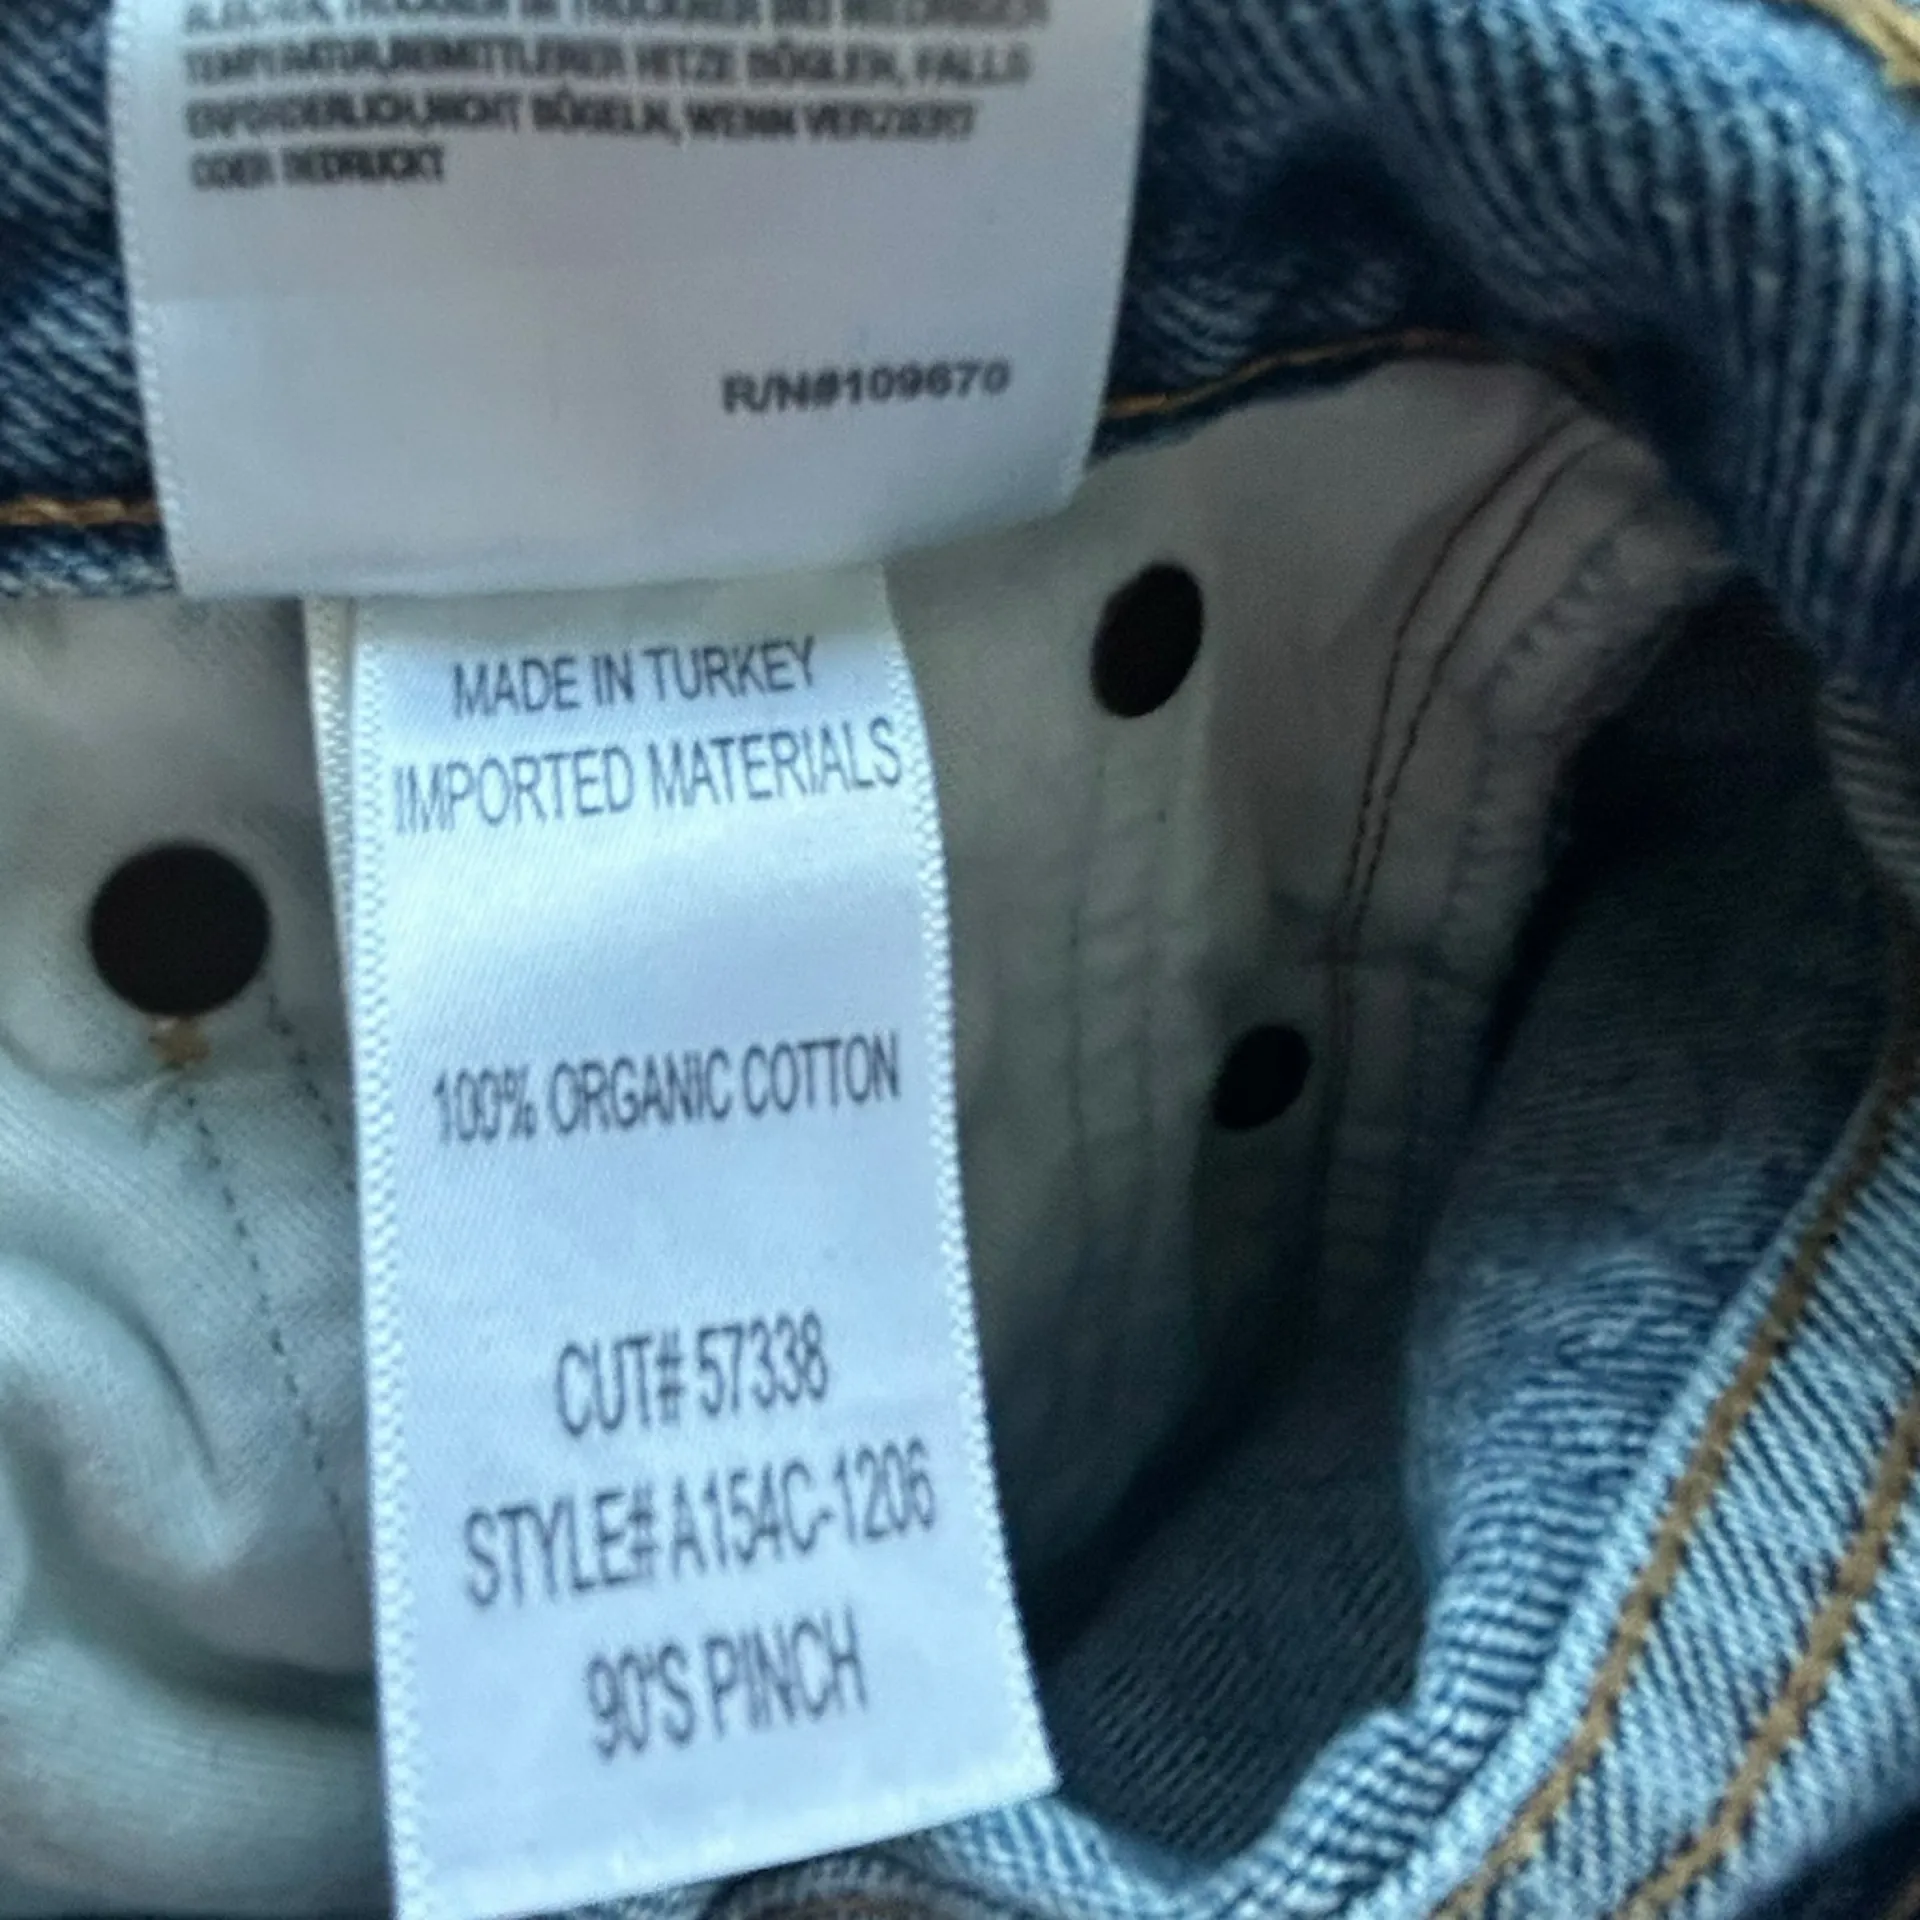 TEMPERATUR,BEI MITTLERER HITZE BÜGELN, FALLS
ERFORDERLICH,NICHT BÜGELN, WENN VERZIERT
ODER BEDRUCKT
R/N#109670
MADE IN TURKEY
IMPORTED MATERIALS
100% ORGANIC COTTON
CUT# 57338
STYLE# A154C-1206
90'S PINCH